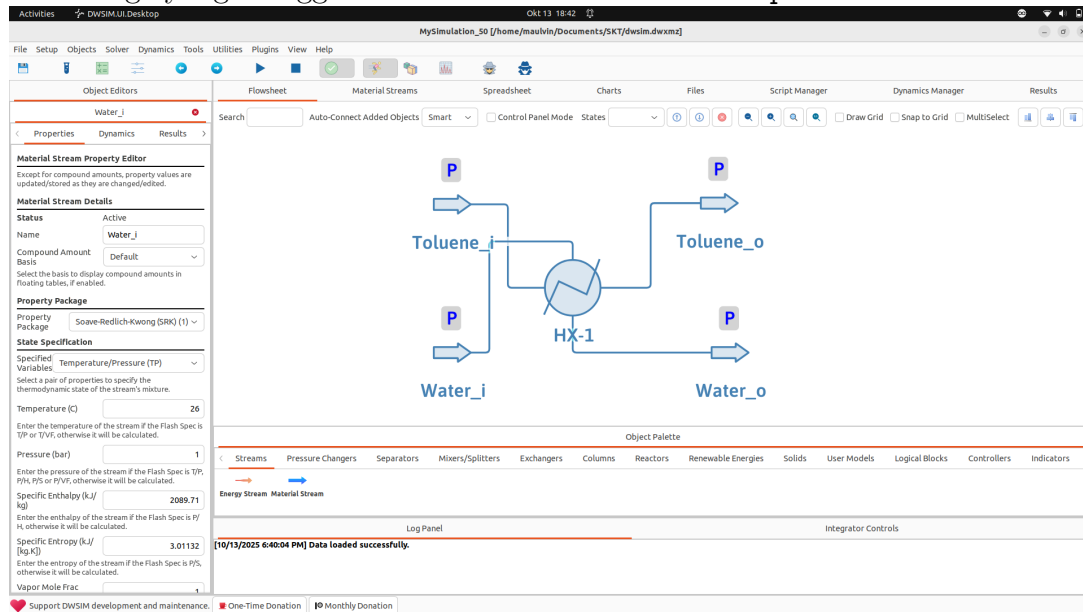 Activities DWSIM.UI.Desktop Okt 13 18:42
MySimulation_50 [/home/maulvin/Documents/SKT/dwsim.dwxmz]
File Setup Objects Solver Dynamics Tools Utilities Plugins View Help
Object Editors
Water_i
Properties Dynamics Results
Material Stream Property Editor
Except for compound amounts, property values are
updated/stored as they are changed/edited.
Material Stream Details
Status Active
Name Water_i
Compound Amount
Basis Default
Select the basis to display compound amounts in
floating tables, if enabled.
Property Package
Property
Package Soave-Redlich-Kwong (SRK) (1)
State Specification
Specified
Variables Temperature/Pressure (TP)
Select a pair of properties to specify the
thermodynamic state of the stream's mixture.
Temperature (C) 26
Enter the temperature of the stream if the Flash Spec is
T/P or T/VF, otherwise it will be calculated.
Pressure (bar) 1
Enter the pressure of the stream if the Flash Spec is T/P,
P/H, P/S or P/VF, otherwise it will be calculated.
Specific Enthalpy (kJ/
kg) 2089.71
Enter the enthalpy of the stream if the Flash Spec is P/
H, otherwise it will be calculated.
Specific Entropy (kJ/
[kg.K]) 3.01132
Enter the entropy of the stream if the Flash Spec is P/S,
otherwise it will be calculated.
Vapor Mole Frac 1
Flowsheet Material Streams Spreadsheet Charts Files Script Manager Dynamics Manager Results
Search Auto-Connect Added Objects Smart Control Panel Mode States Draw Grid Snap to Grid MultiSelect
P P
Toluene_i Toluene_o
P P
HX-1
Water_i Water_o
Object Palette
Streams Pressure Changers Separators Mixers/Splitters Exchangers Columns Reactors Renewable Energies Solids User Models Logical Blocks Controllers Indicators
Energy Stream Material Stream
Log Panel Integrator Controls
[10/13/2025 6:40:04 PM] Data loaded successfully.
Support DWSIM development and maintenance. One-Time Donation Monthly Donation